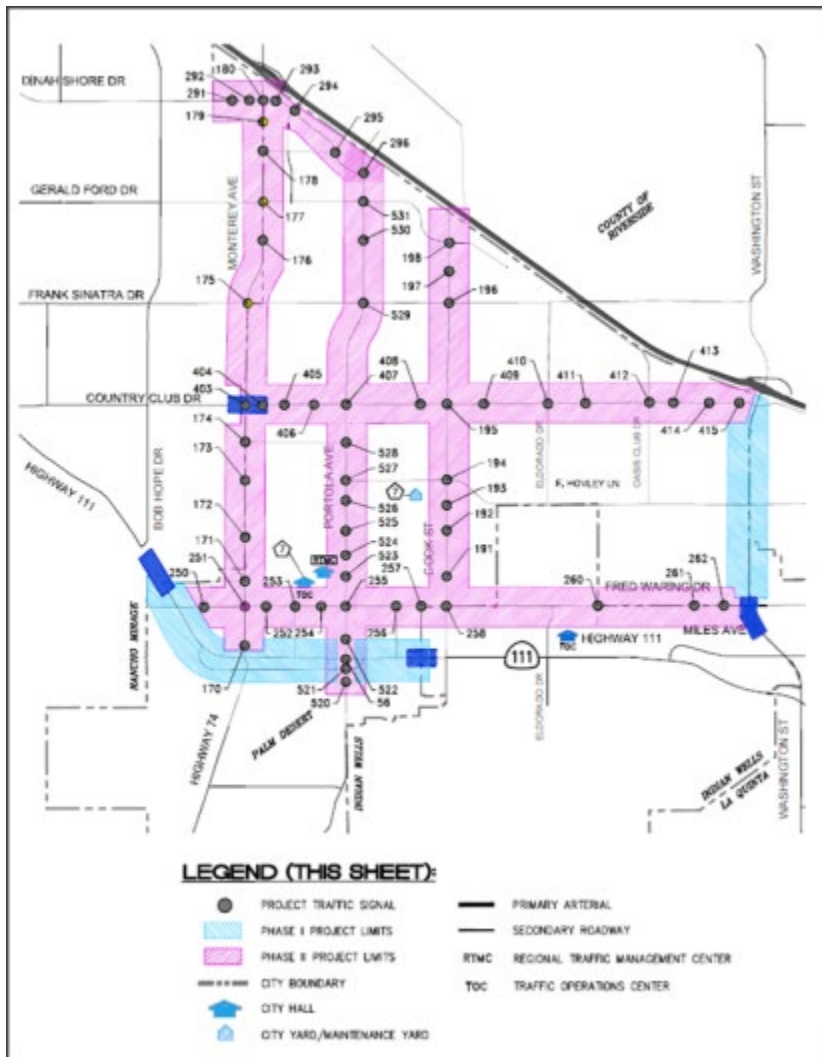 180
293
292
294
DINAH SHORE DR
291
295
179
296
178
GERALD FORD DR
531
177
530
COUNTY OF
RIVERSIDE
WASHINGTON ST
MONTEREY AVE
198
176
197
175
FRANK SINATRA DR
196
529
413
404
405
408
410
412
403
407
409
411
COUNTRY CLUB DR
406
195
414
415
174
528
173
527
194
ELDORADO DR
OASIS CLUB DR
HIGHWAY 111
BOB HOPE DR
PORTOLA AVE
7
526
193
F. HOVLEY LN
172
525
192
COOK ST
7
524
171
RTMC
523
191
251
257
262
250
253
TOC
255
260
261
FRED WARING DR
252
254
256
258
MILES AVE
RANCHO MIRAGE
TOC
HIGHWAY 111
111
170
521
522
520
56
ELDORADO DR
PALM DESERT
HIGHWAY 74
INDIAN WELLS
INDIAN WELLS
LA QUINTA
WASHINGTON ST
LEGEND (THIS SHEET):
PROJECT TRAFFIC SIGNAL
PRIMARY ARTERIAL
PHASE I PROJECT LIMITS
SECONDARY ROADWAY
PHASE II PROJECT LIMITS
RTMC REGIONAL TRAFFIC MANAGEMENT CENTER
CITY BOUNDARY
TOC TRAFFIC OPERATIONS CENTER
CITY HALL
CITY YARD/MAINTENANCE YARD